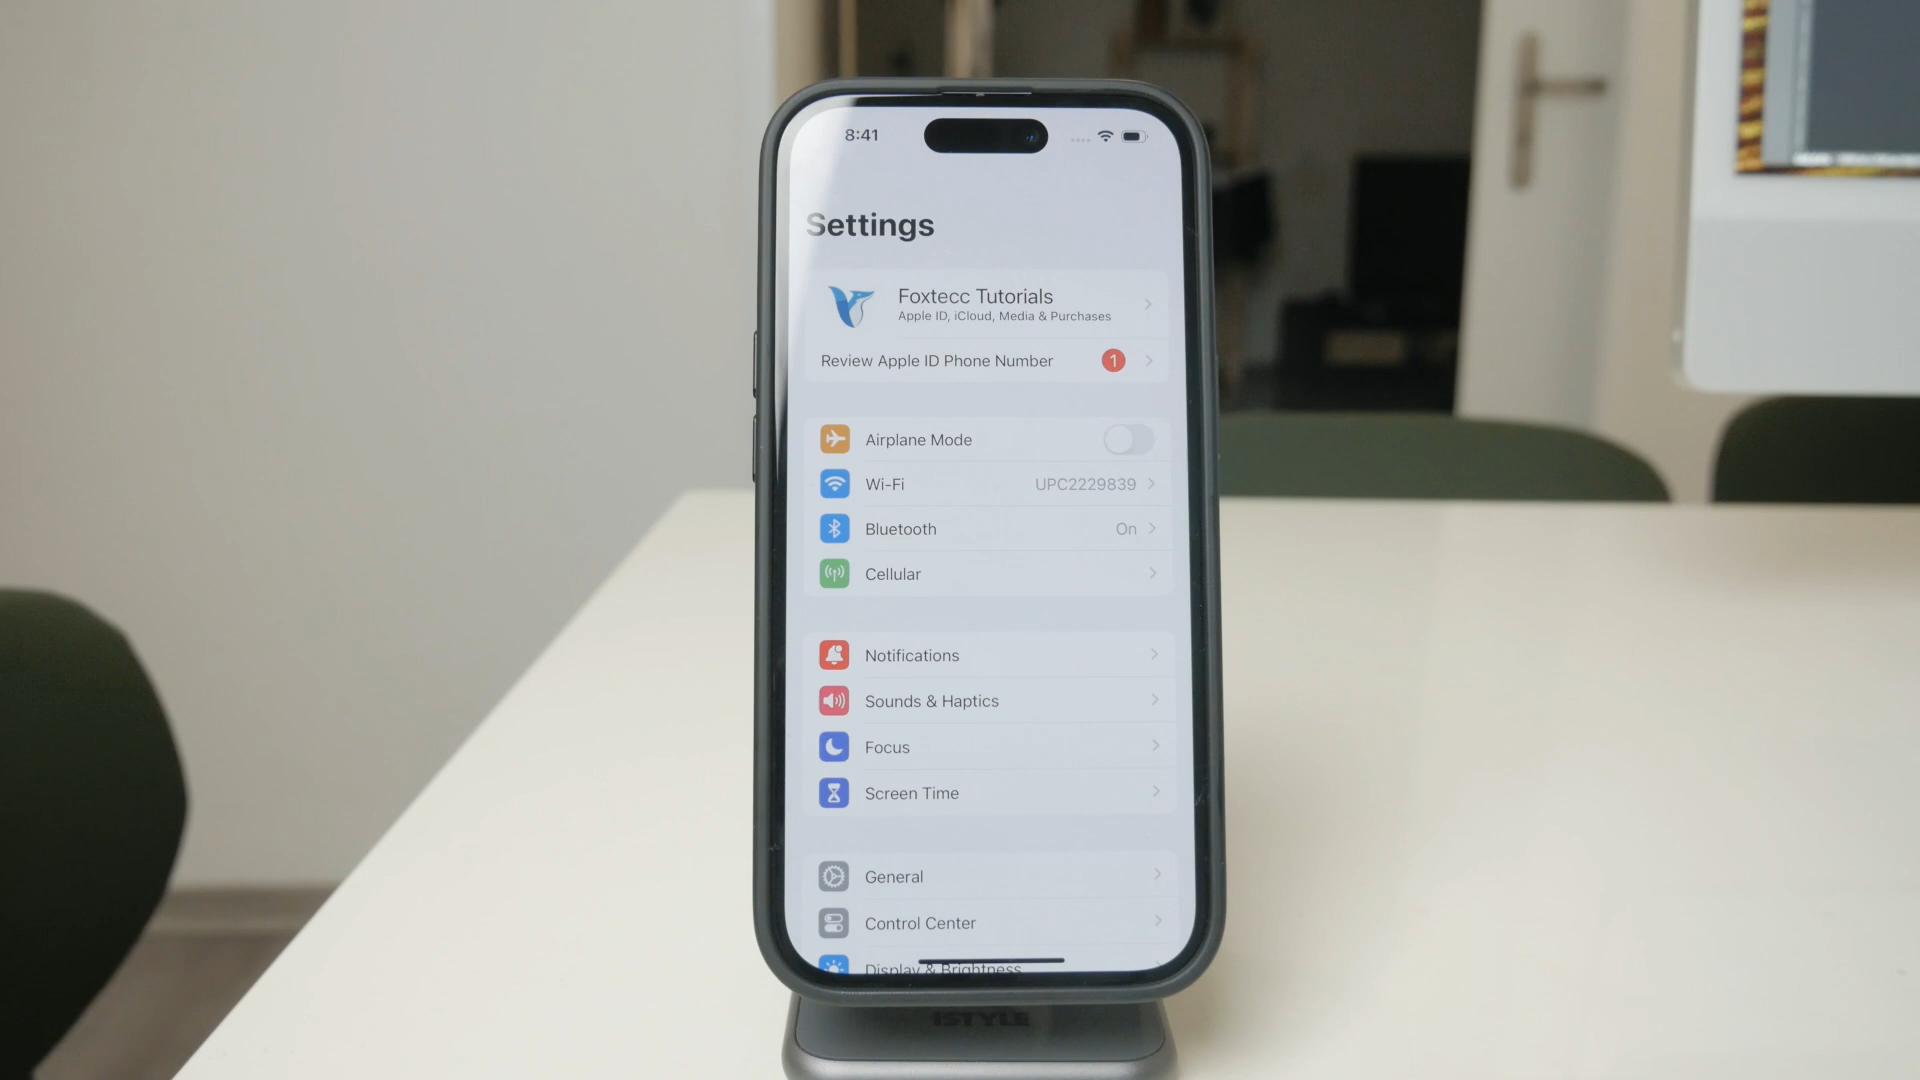 8:41
Settings
Foxtecc Tutorials
Apple ID, iCloud, Media & Purchases
Review Apple ID Phone Number 1
Airplane Mode
Wi-Fi UPC2229839
Bluetooth On
Cellular
Notifications
Sounds & Haptics
Focus
Screen Time
General
Control Center
Display & Brightness
ISTYLE